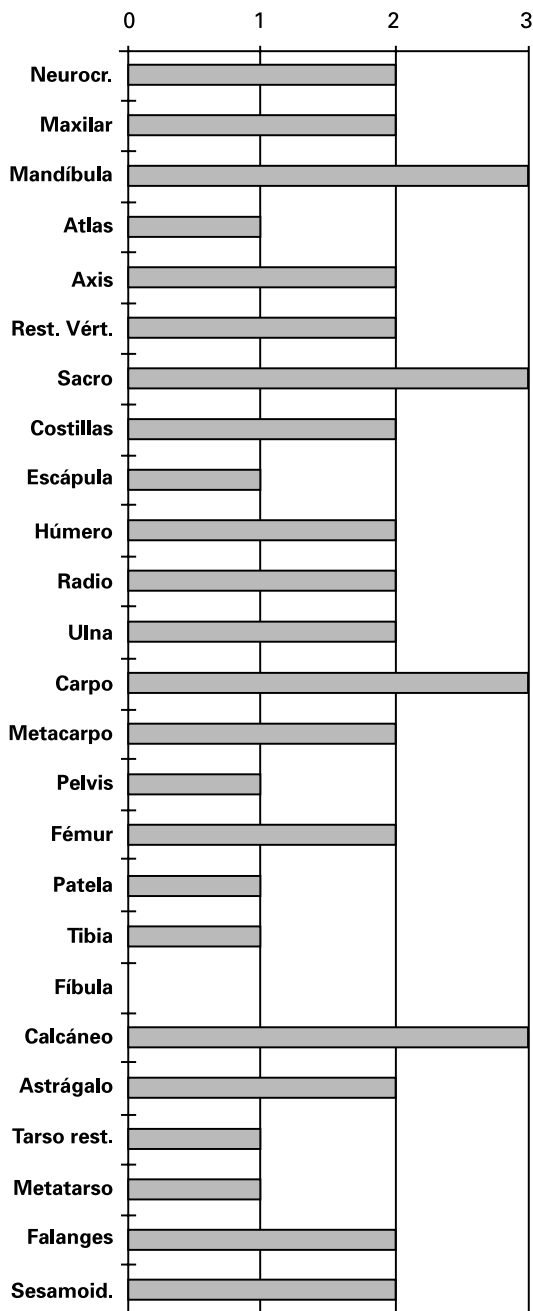 0 1 2 3
Neurocr.
Maxilar
Mandíbula
Atlas
Axis
Rest. Vért.
Sacro
Costillas
Escápula
Húmero
Radio
Ulna
Carpo
Metacarpo
Pelvis
Fémur
Patela
Tibia
Fíbula
Calcáneo
Astrágalo
Tarso rest.
Metatarso
Falanges
Sesamoid.